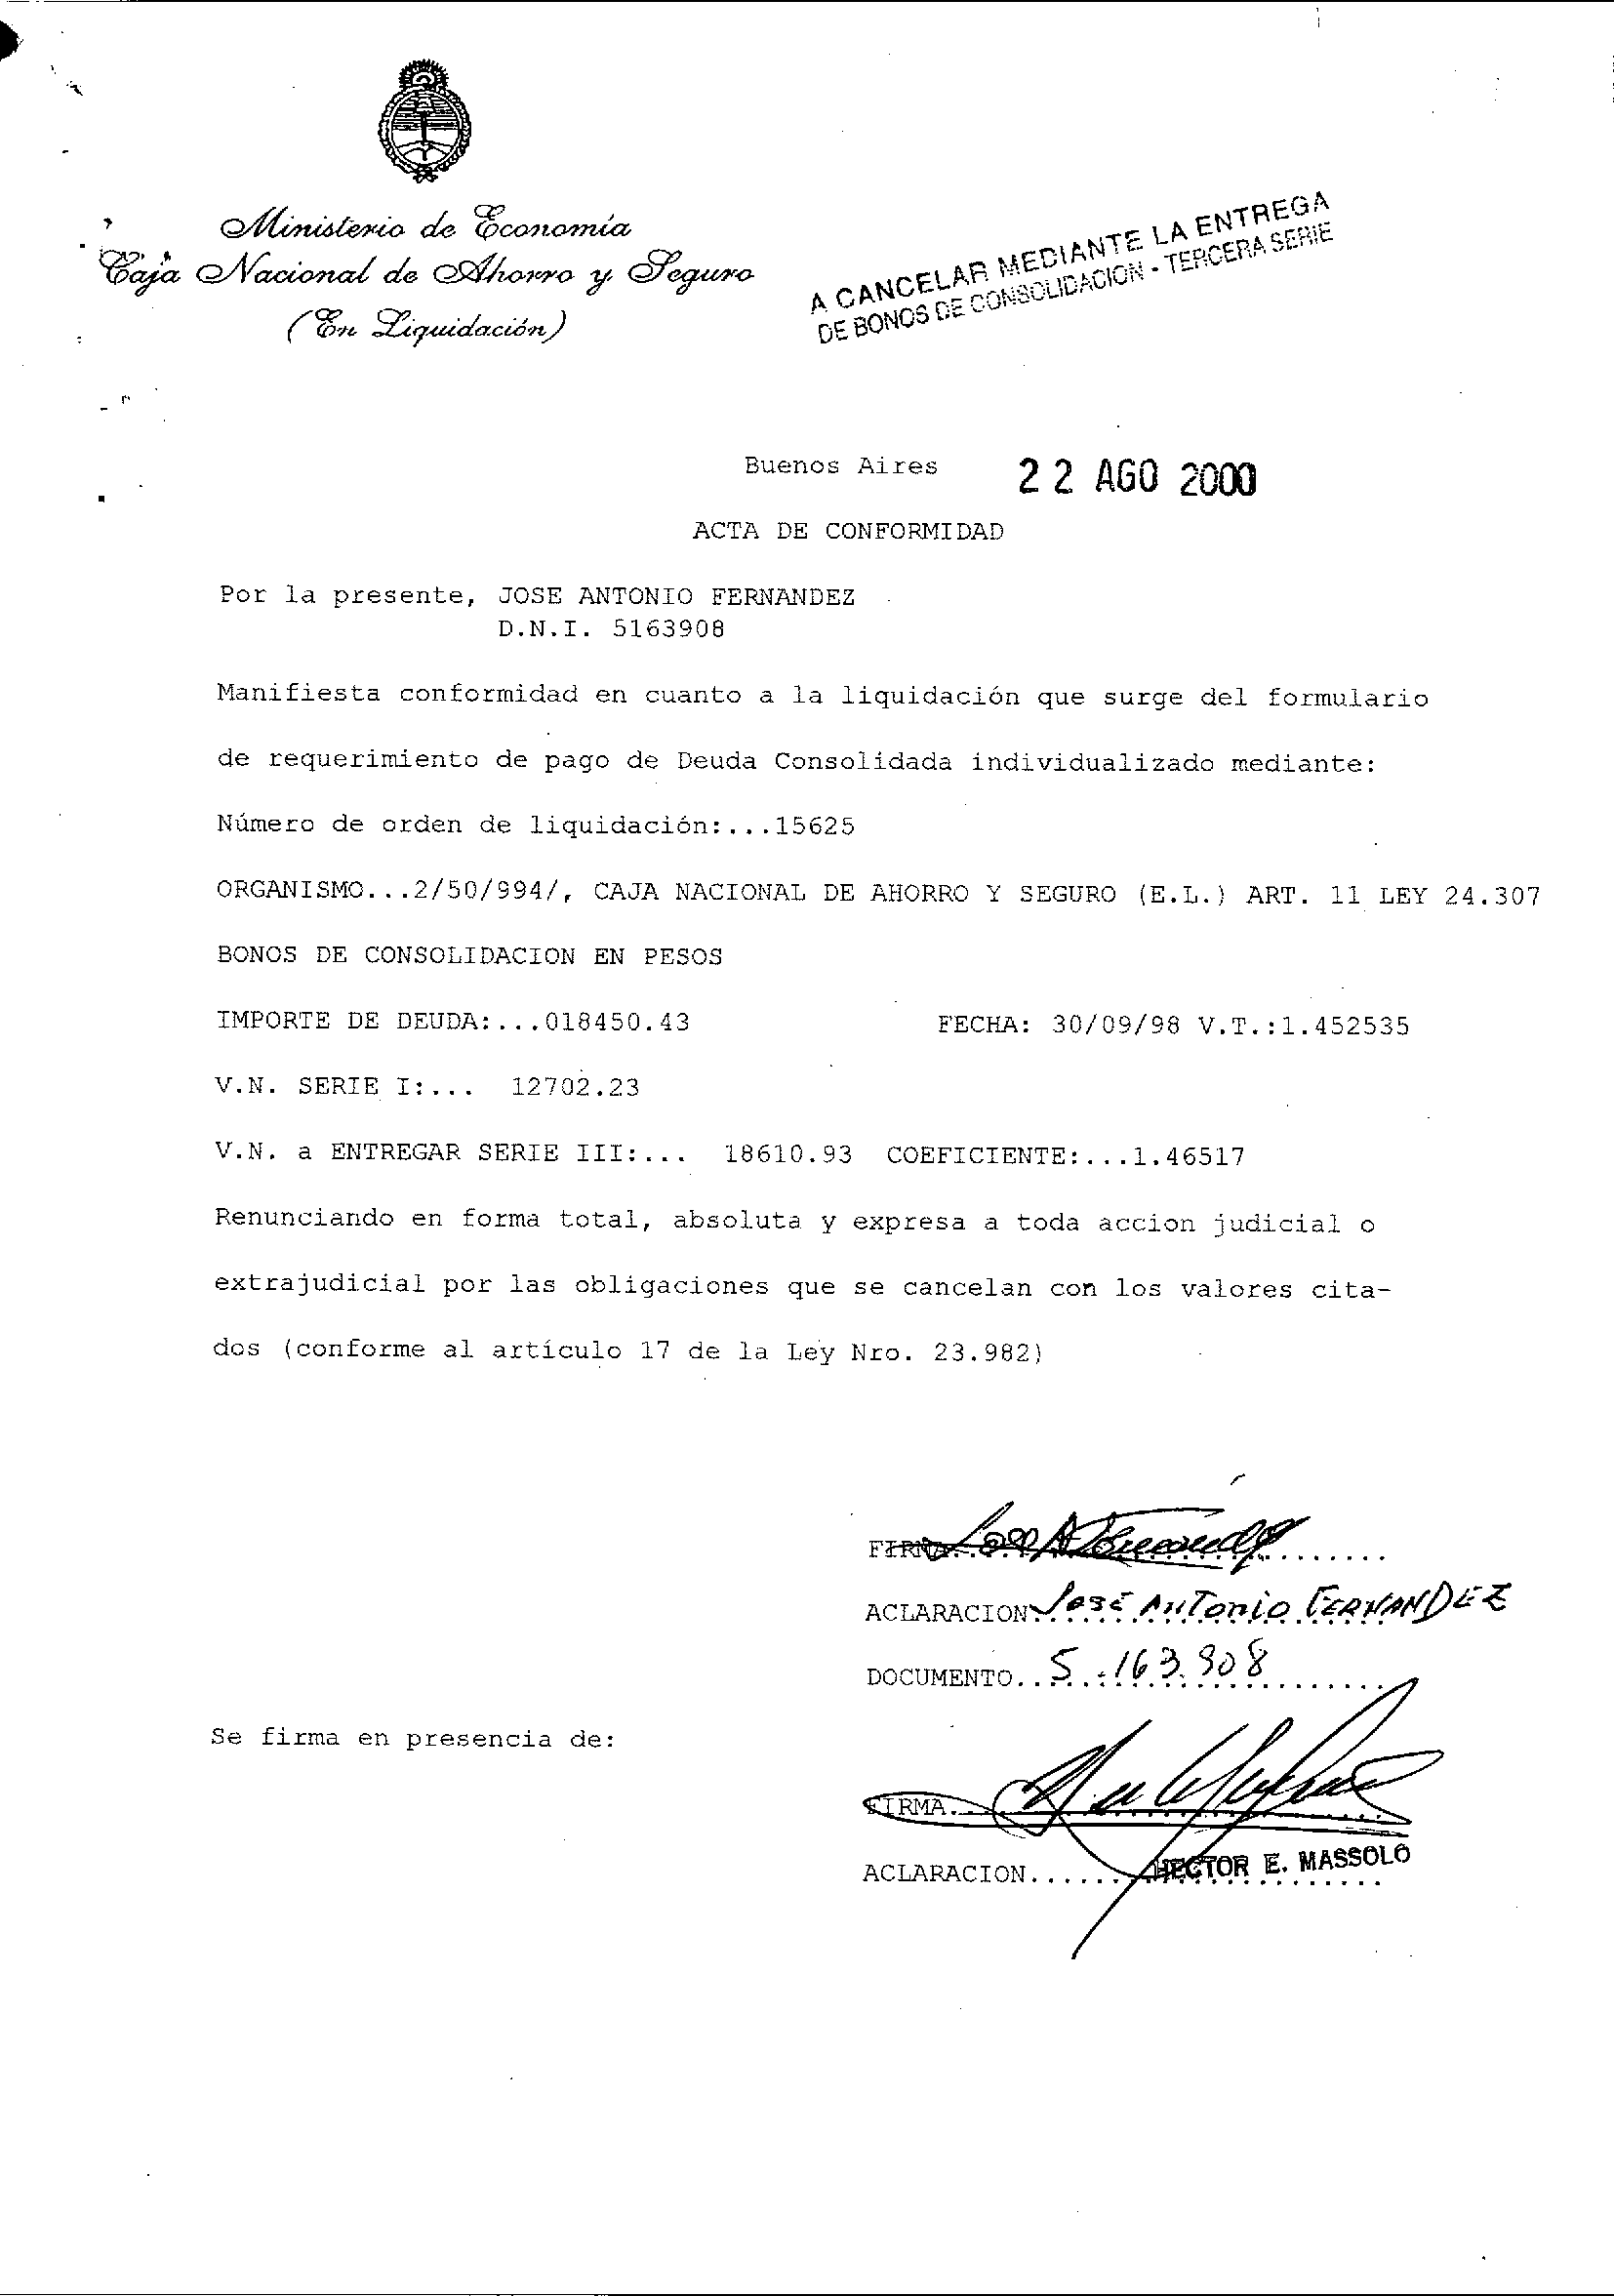 Ministerio de Economía
Caja Nacional de Ahorro y Seguro
(En Liquidación)
A CANCELAR MEDIANTE LA ENTREGA
DE BONOS DE CONSOLIDACION - TERCERA SERIE
Buenos Aires 22 AGO 2000
ACTA DE CONFORMIDAD
Por la presente, JOSE ANTONIO FERNANDEZ
D.N.I. 5163908
Manifiesta conformidad en cuanto a la liquidación que surge del formulario
de requerimiento de pago de Deuda Consolidada individualizado mediante:
Número de orden de liquidación:...15625
ORGANISMO...2/50/994/, CAJA NACIONAL DE AHORRO Y SEGURO (E.L.) ART. 11 LEY 24.307
BONOS DE CONSOLIDACION EN PESOS
IMPORTE DE DEUDA:...018450.43 FECHA: 30/09/98 V.T.:1.452535
V.N. SERIE I:... 12702.23
V.N. a ENTREGAR SERIE III:... 18610.93 COEFICIENTE:...1.46517
Renunciando en forma total, absoluta y expresa a toda accion judicial o
extrajudicial por las obligaciones que se cancelan con los valores cita-
dos (conforme al artículo 17 de la Ley Nro. 23.982)
FIRMA...
ACLARACION José Antonio FERNANDEZ
DOCUMENTO.. 5.163.908
Se firma en presencia de:
FIRMA...
ACLARACION...... HECTOR E. MASSOLO